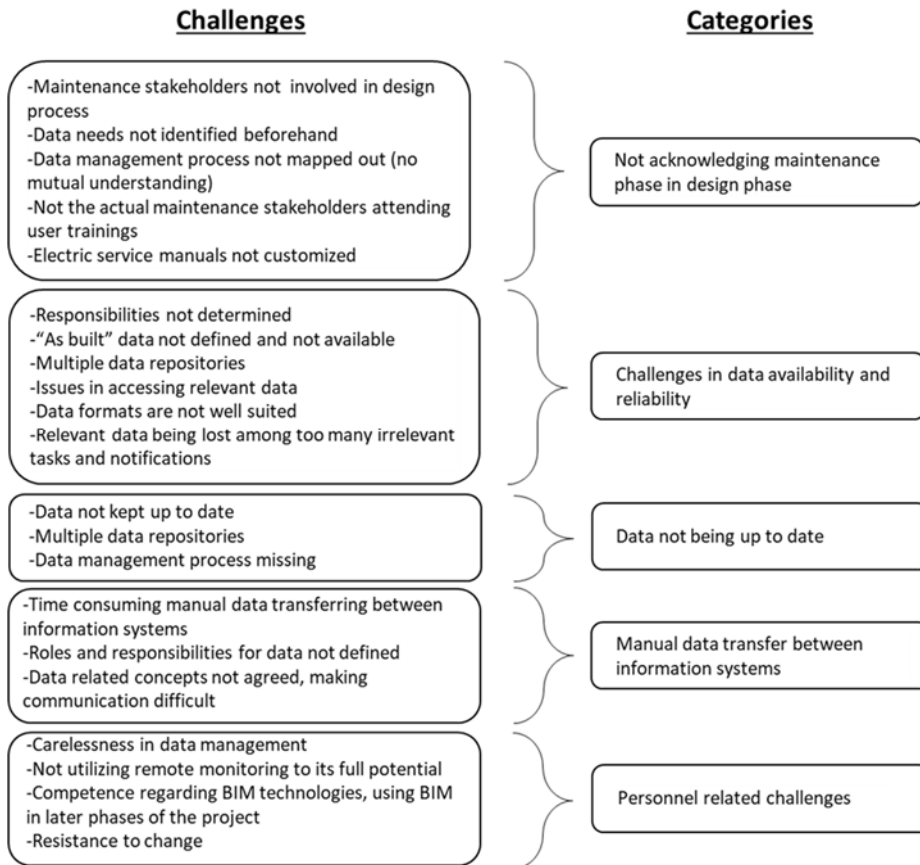 Challenges
Categories
-Maintenance stakeholders not involved in design
process
-Data needs not identified beforehand
-Data management process not mapped out (no
mutual understanding)
-Not the actual maintenance stakeholders attending
user trainings
-Electric service manuals not customized
Not acknowledging maintenance
phase in design phase
-Responsibilities not determined
-“As built” data not defined and not available
-Multiple data repositories
-Issues in accessing relevant data
-Data formats are not well suited
-Relevant data being lost among too many irrelevant
tasks and notifications
Challenges in data availability and
reliability
-Data not kept up to date
-Multiple data repositories
-Data management process missing
Data not being up to date
-Time consuming manual data transferring between
information systems
-Roles and responsibilities for data not defined
-Data related concepts not agreed, making
communication difficult
Manual data transfer between
information systems
-Carelessness in data management
-Not utilizing remote monitoring to its full potential
-Competence regarding BIM technologies, using BIM
in later phases of the project
-Resistance to change
Personnel related challenges